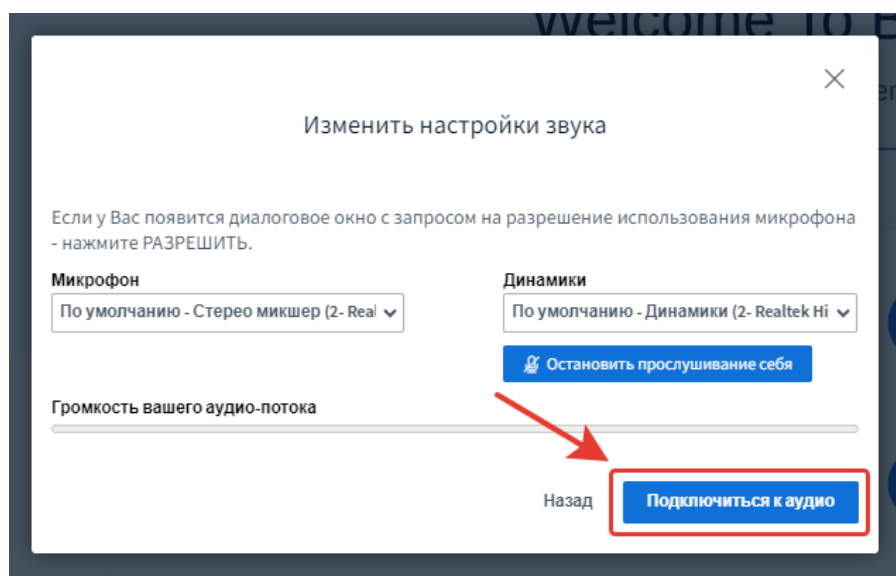 Welcome To
Изменить настройки звука
Если у Вас появится диалоговое окно с запросом на разрешение использования микрофона
- нажмите РАЗРЕШИТЬ.
Микрофон
Динамики
По умолчанию - Стерео микшер (2- Real
По умолчанию - Динамики (2- Realtek Hi
Остановить прослушивание себя
Громкость вашего аудио-потока
Назад
Подключиться к аудио